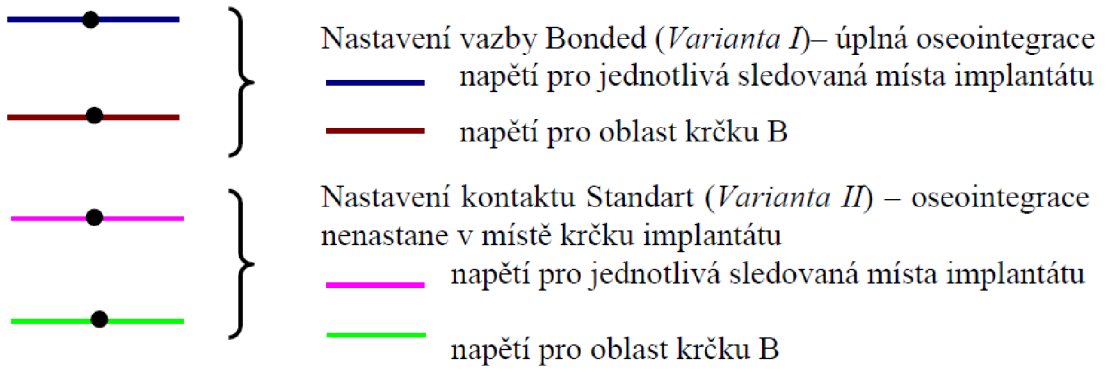 Nastavení vazby Bonded (Varianta I)– úplná oseointegrace
napětí pro jednotlivá sledovaná místa implantátu
napětí pro oblast krčku B
Nastavení kontaktu Standart (Varianta II) – oseointegrace
nenastane v místě krčku implantátu
napětí pro jednotlivá sledovaná místa implantátu
napětí pro oblast krčku B